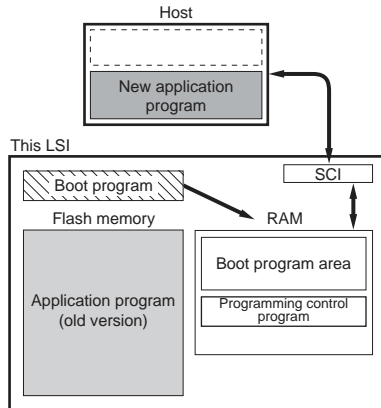 Host
New application
program
This LSI
SCI
Boot program
Flash memory
RAM
Application program
(old version)
Boot program area
Programming control
program